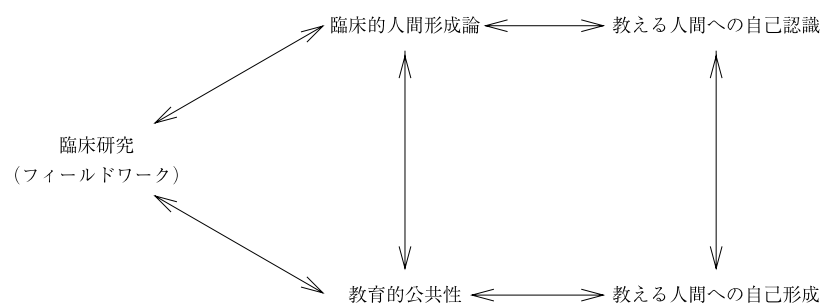 臨床的人間形成論
教える人間への自己認識
臨床研究
（フィールドワーク）
教育的公共性
教える人間への自己形成